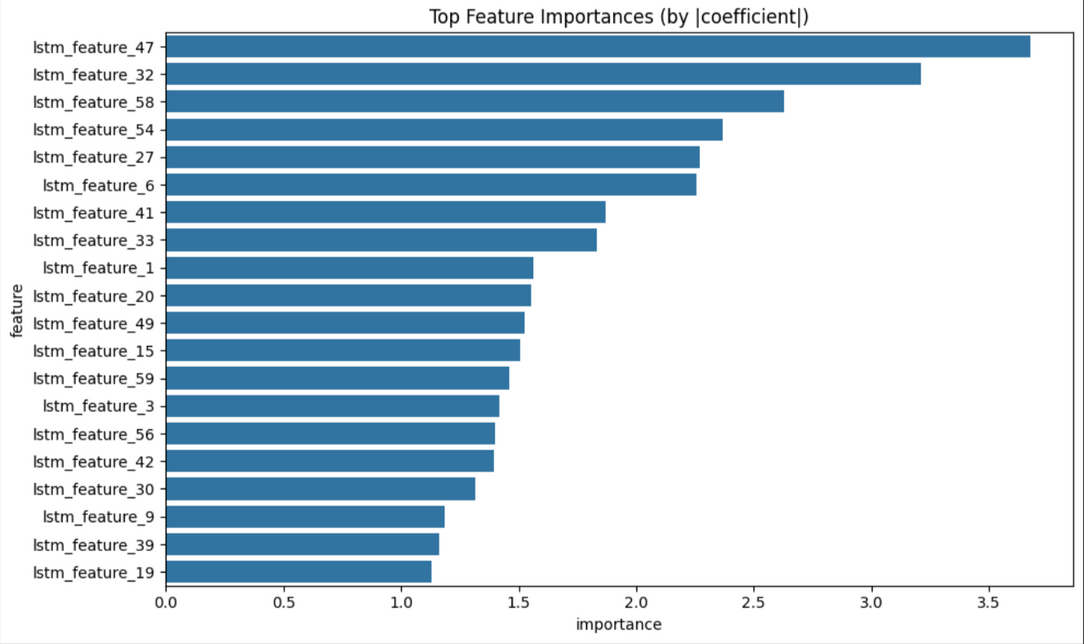 Top Feature Importances (by |coefficient|)
lstm_feature_47
lstm_feature_32
lstm_feature_58
lstm_feature_54
lstm_feature_27
lstm_feature_6
lstm_feature_41
lstm_feature_33
lstm_feature_1
lstm_feature_20
lstm_feature_49
lstm_feature_15
lstm_feature_59
lstm_feature_3
lstm_feature_56
lstm_feature_42
lstm_feature_30
lstm_feature_9
lstm_feature_39
lstm_feature_19
feature
0.0 0.5 1.0 1.5 2.0 2.5 3.0 3.5
importance